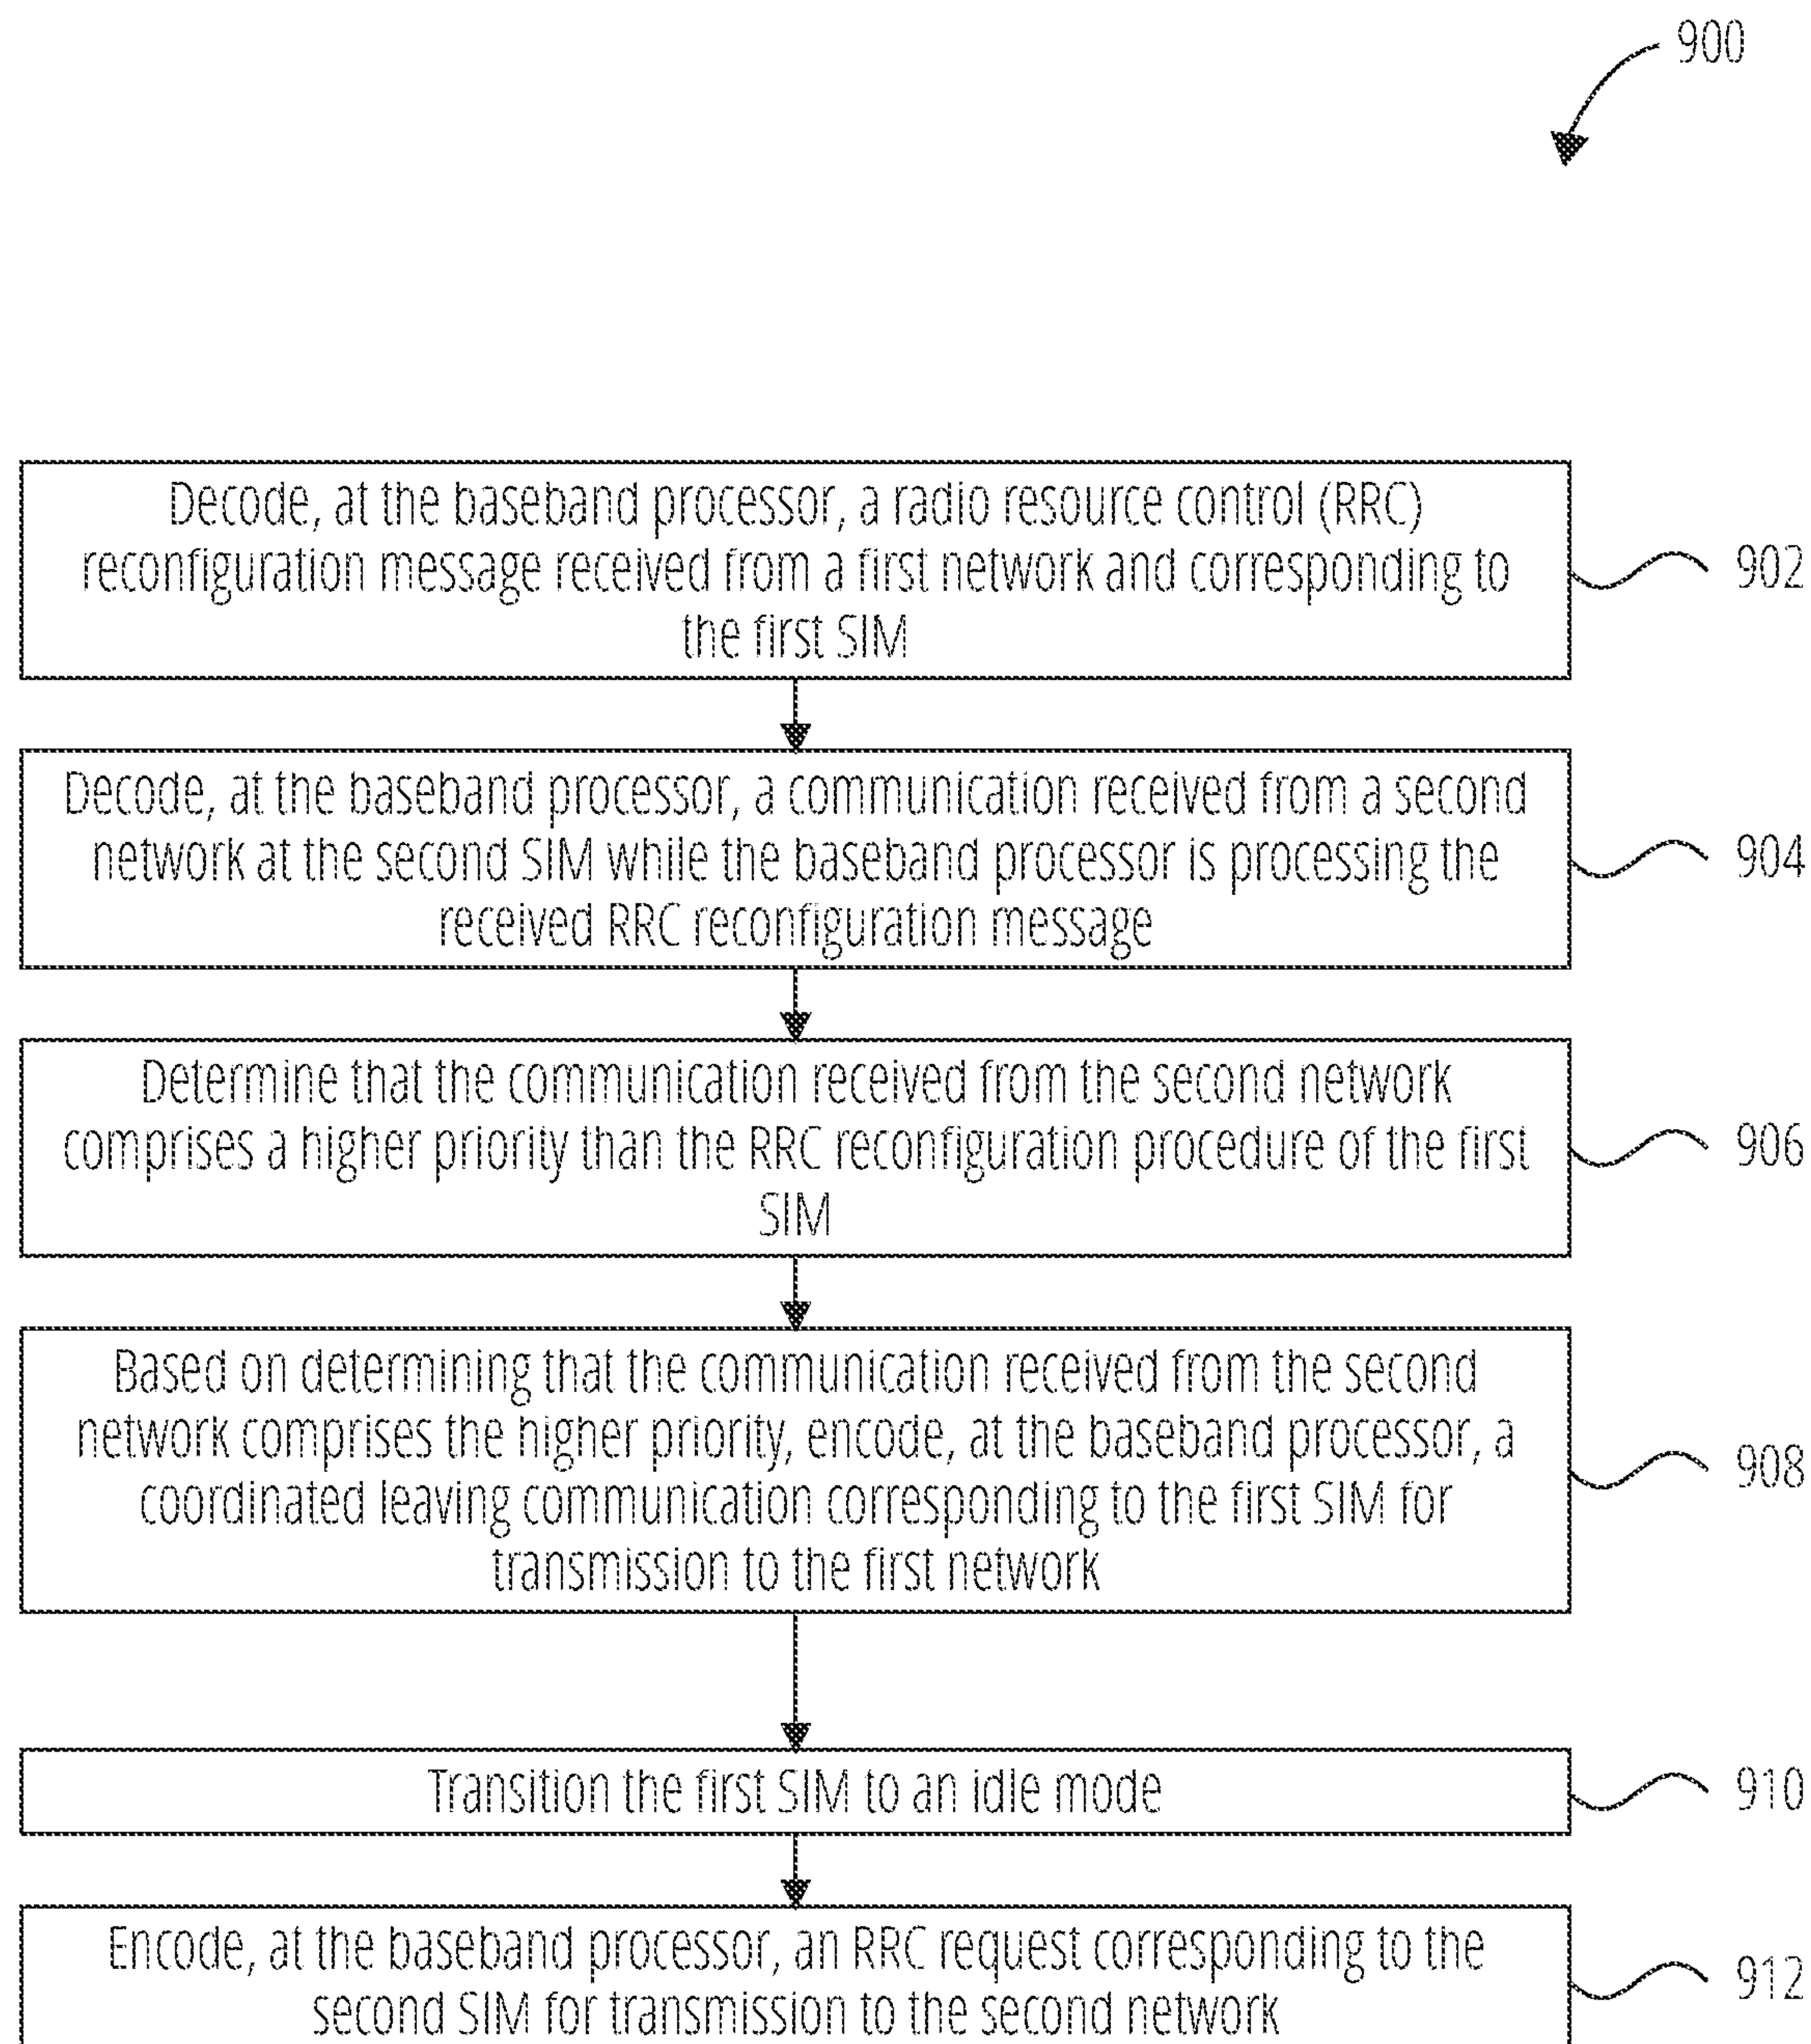 900
Decode, at the baseband processor, a radio resource control (RRC)
reconfiguration message received from a first network and corresponding to
the first SIM
902
Decode, at the baseband processor, a communication received from a second
network at the second SIM while the baseband processor is processing the
received RRC reconfiguration message
904
Determine that the communication received from the second network
comprises a higher priority than the RRC reconfiguration procedure of the first
SIM
906
Based on determining that the communication received from the second
network comprises the higher priority, encode, at the baseband processor, a
coordinated leaving communication corresponding to the first SIM for
transmission to the first network
908
Transition the first SIM to an idle mode
910
Encode, at the baseband processor, an RRC request corresponding to the
second SIM for transmission to the second network
912